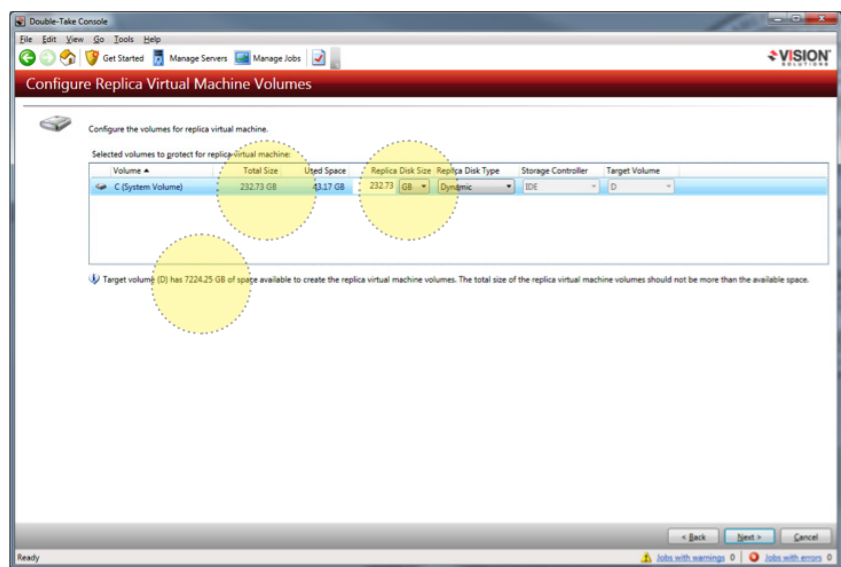 Double-Take Console
File Edit View Go Tools Help
Get Started Manage Servers Manage Jobs
VISION
SOLUTIONS
Configure Replica Virtual Machine Volumes
Configure the volumes for replica virtual machine.
Selected volumes to protect for replica virtual machine:
Volume Total Size Used Space Replica Disk Size Replica Disk Type Storage Controller Target Volume
C (System Volume) 232.73 GB 43.17 GB 232.73 GB Dynamic IDE D
Target volume (D) has 7224.25 GB of space available to create the replica virtual machine volumes. The total size of the replica virtual machine volumes should not be more than the available space.
< Back Next > Cancel
Ready Jobs with warnings 0 Jobs with errors 0